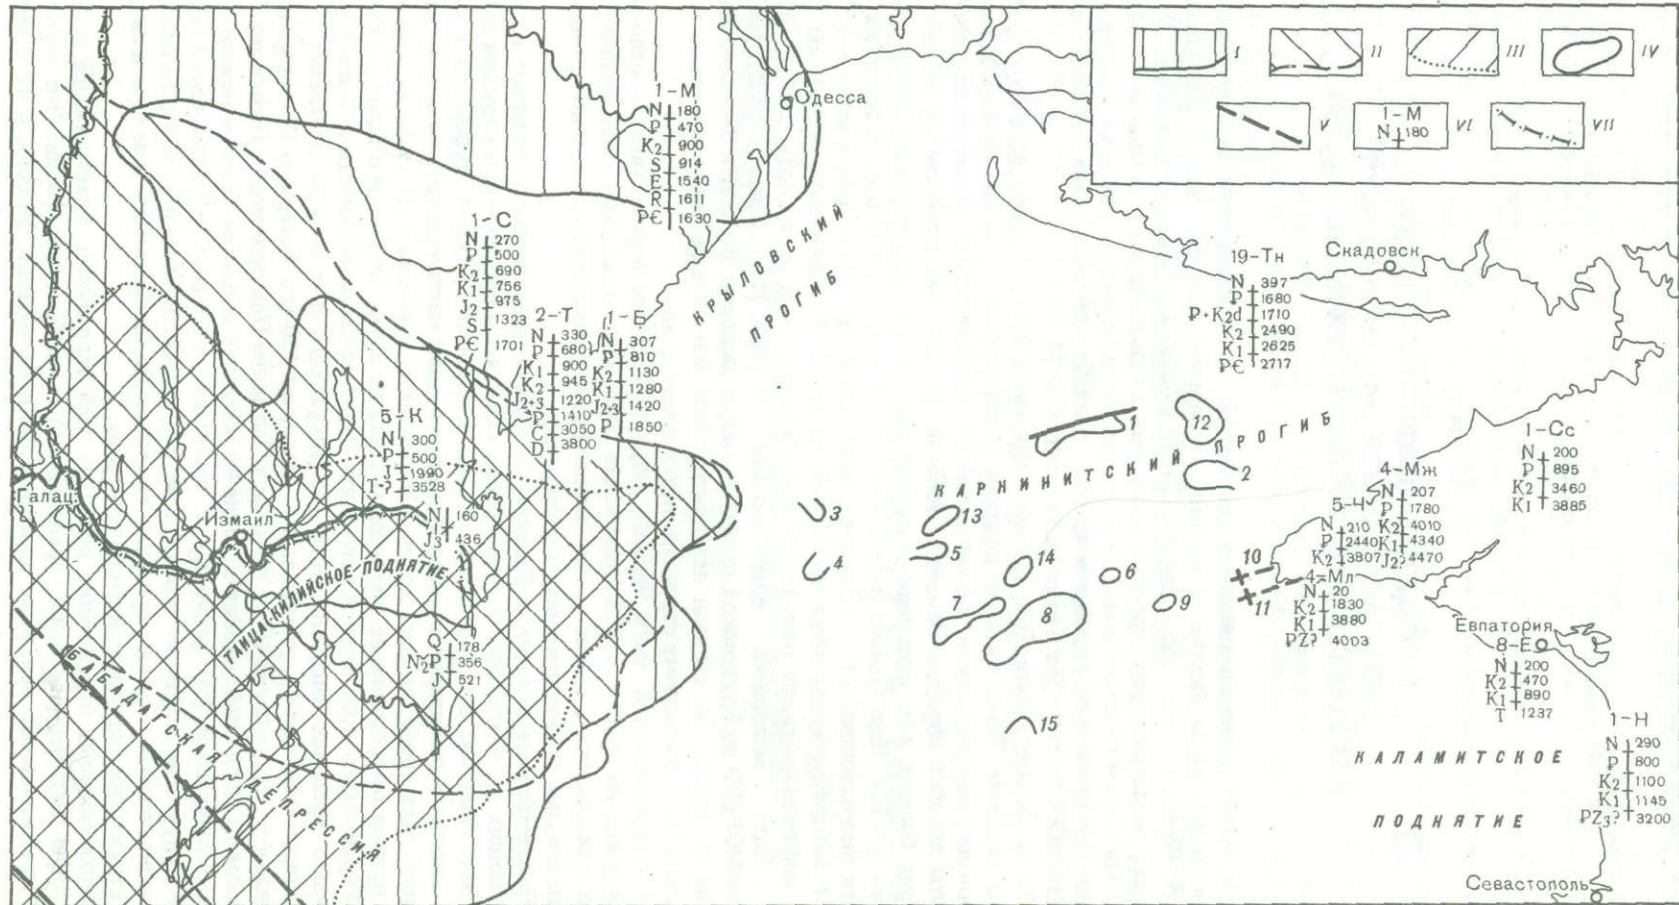 I
II
III
IV
V
1-М
N 180
VI
VII
Одесса
1-М
N 180
P 470
K2 900
S 914
E 1540
R 1611
PЄ 1630
КРЫЛОВСКИЙ
ПРОГИБ
1-С
N 270
P 500
K2 690
K1 756
J2 975
S 1323
PЄ 1701
2-Т
N 330
P 680
K1 900
K2 945
J2+3 1220
P 1410
C 3050
D 3800
1-Б
N 307
P 810
K2 1130
K1 1280
J2+3 1420
P 1850
5-К
N 300
P 500
J 1990
T? 3528
N 160
J3 436
Галац
Измаил
ТАИЦА КИЛИЙСКОЕ ПОДНЯТИЕ
Q 178
N2P 356
J 521
БАБАДАГСКАЯ ДЕПРЕССИЯ
19-Тн
N 397
P 1680
P+K2d 1710
K2 2490
K1 2625
PЄ 2717
Скадовск
КАРКИНИТСКИЙ ПРОГИБ
1
12
2
3
13
4
5
14
6
7
8
9
10
11
15
1-Сс
N 200
P 895
K2 3460
K1 3885
4-Мж
N 207
P 1780
K2 4010
K1 4340
J2? 4470
5-Ч
N 210
P 2440
K2 3807
4-Мл
N 20
K2 1830
K1 3880
PZ? 4003
Евпатория
8-Е
N 200
K2 470
K1 890
T 1237
1-Н
N 290
P 800
K2 1100
K1 1145
PZ3? 3200
КАЛАМИТСКОЕ
ПОДНЯТИЕ
Севастополь